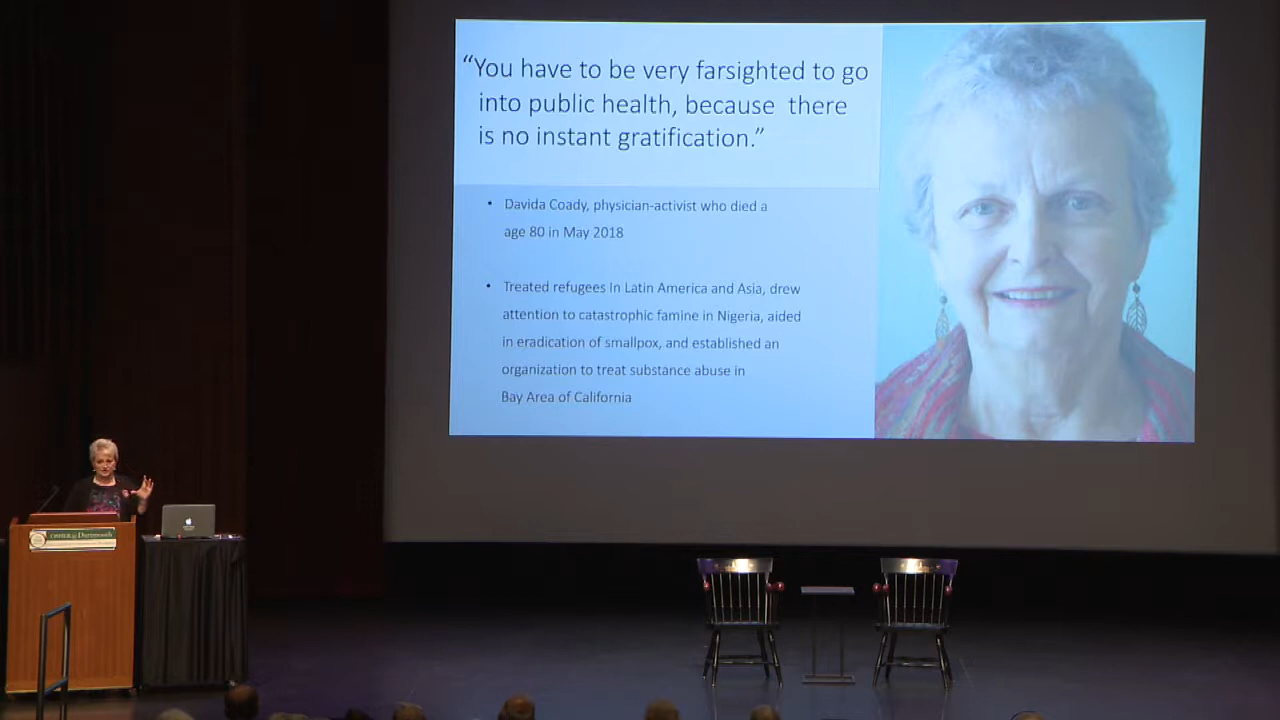 “You have to be very farsighted to go
into public health, because there
is no instant gratification.”
• Davida Coady, physician-activist who died a
age 80 in May 2018
• Treated refugees in Latin America and Asia, drew
attention to catastrophic famine in Nigeria, aided
in eradication of smallpox, and established an
organization to treat substance abuse in
Bay Area of California
OSHER@Dartmouth